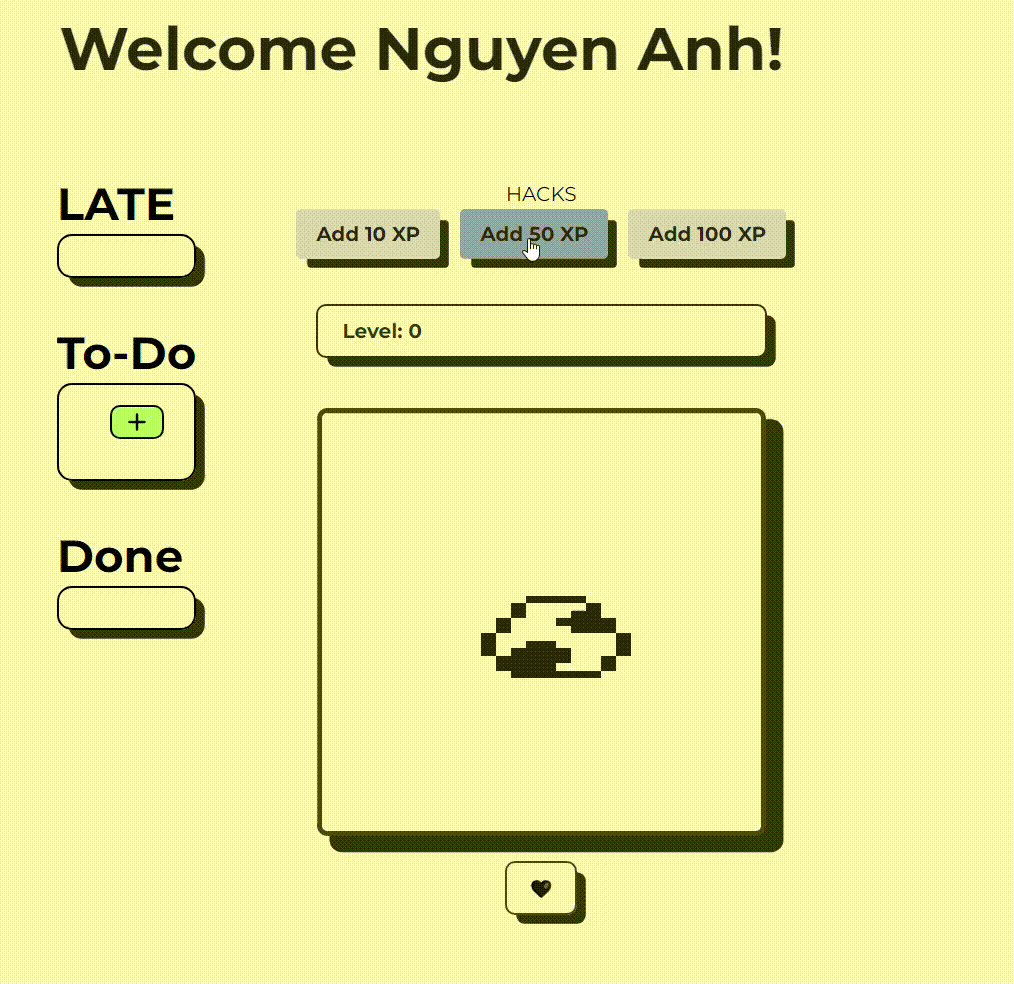 Welcome Nguyen Anh!
LATE
HACKS
Add 10 XP
Add 50 XP
Add 100 XP
Level: 0
To-Do
+
Done